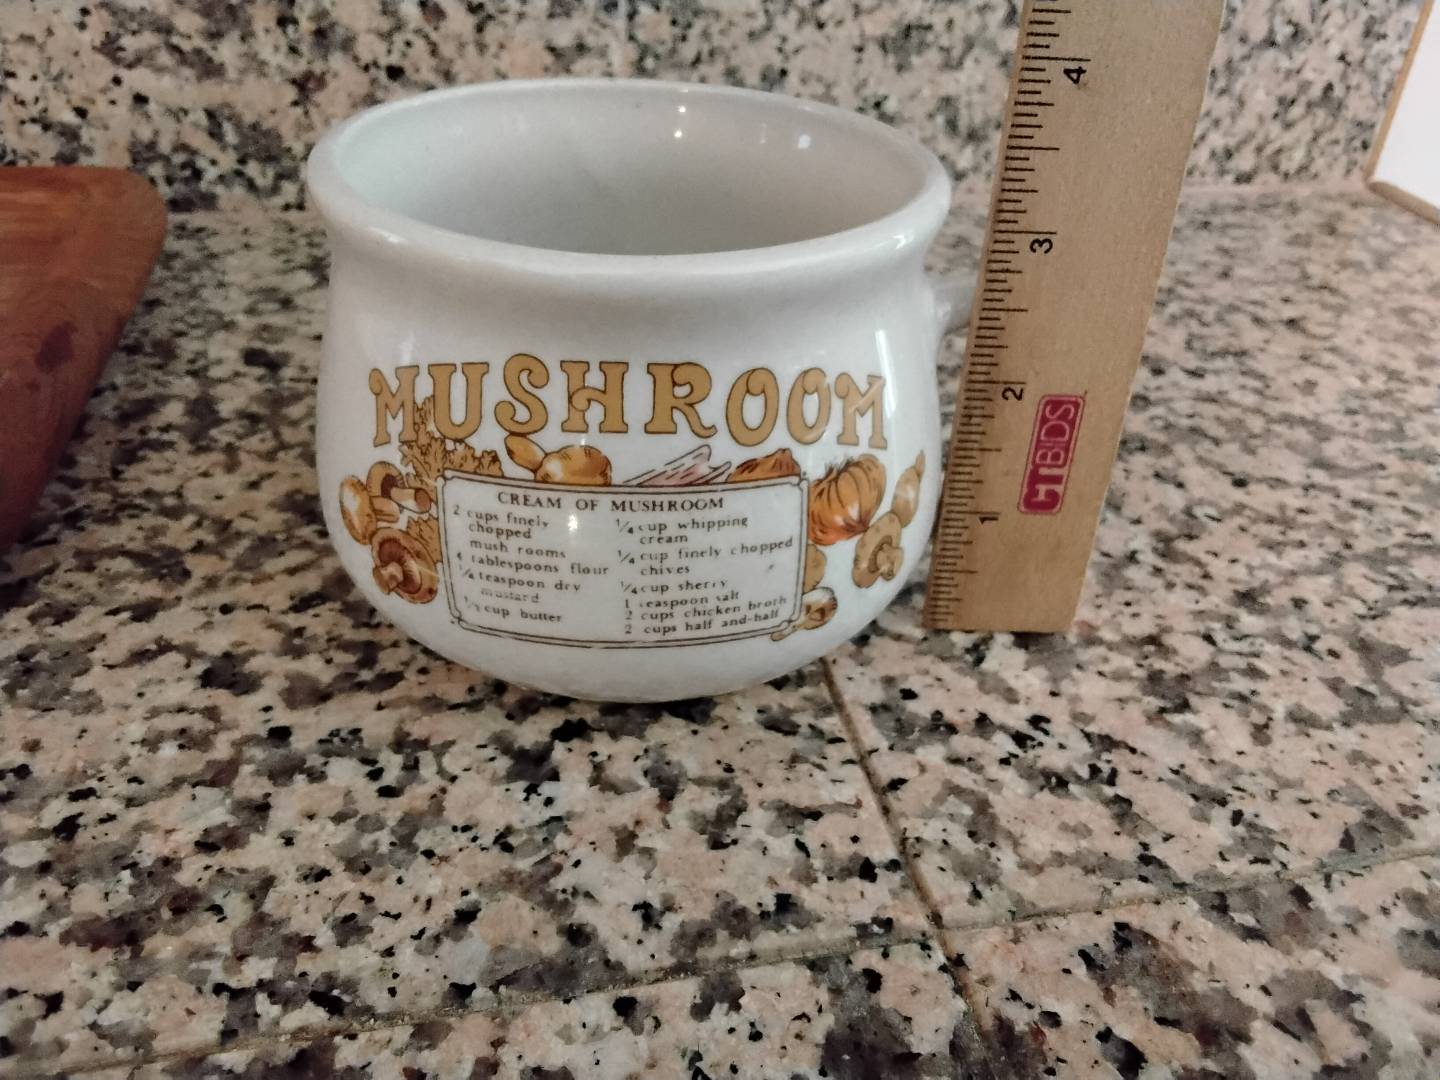 4
3
2
CTBIDS
1
MUSHROOM
CREAM OF MUSHROOM
2 cups finely
chopped
mush rooms
4 tablespoons flour
1/4 teaspoon dry
mustard
1/3 cup butter
1/4 cup whipping
cream
1/4 cup finely chopped
chives
1/4 cup sherry
1 teaspoon salt
2 cups chicken broth
2 cups half and-half